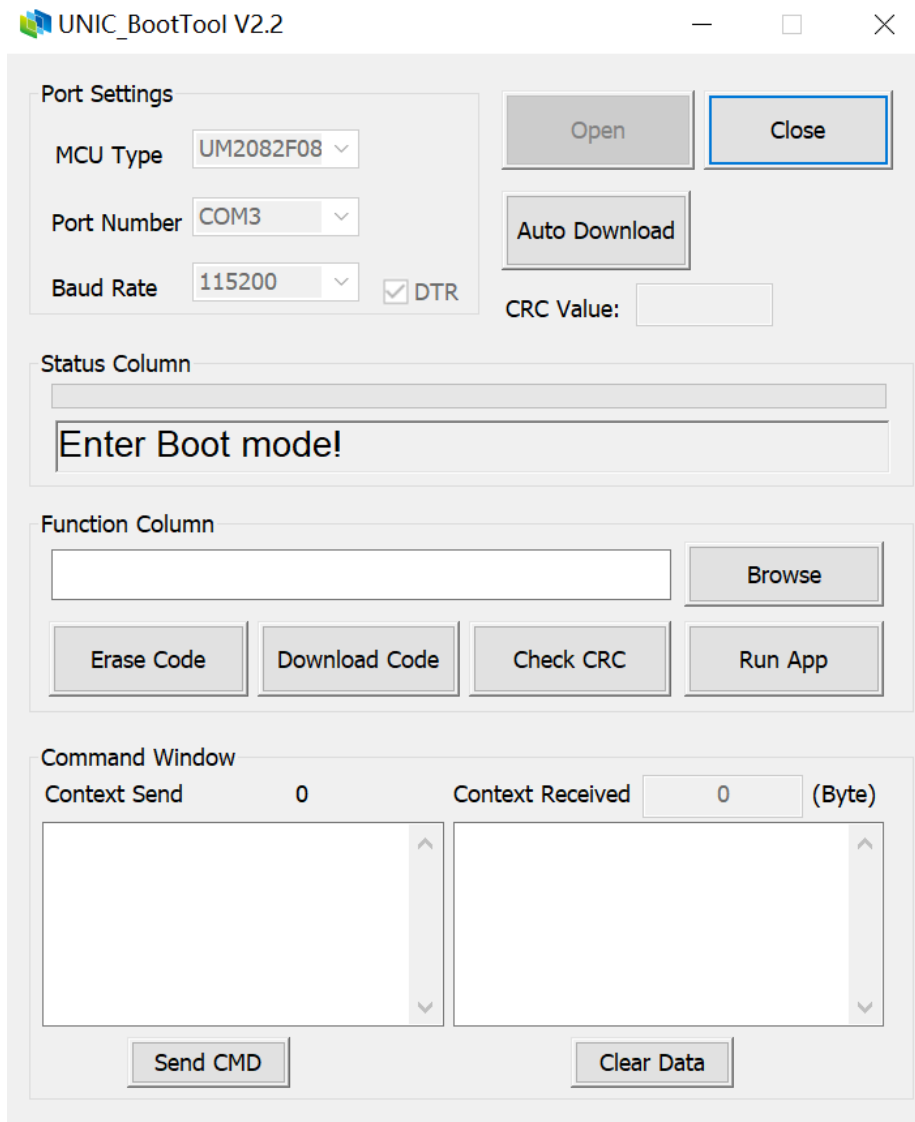 UNIC_BootTool V2.2
Port Settings
MCU Type UM2082F08
Port Number COM3
Baud Rate 115200 DTR
Open Close
Auto Download
CRC Value:
Status Column
Enter Boot mode!
Function Column
Browse
Erase Code Download Code Check CRC Run App
Command Window
Context Send 0 Context Received 0 (Byte)
Send CMD Clear Data